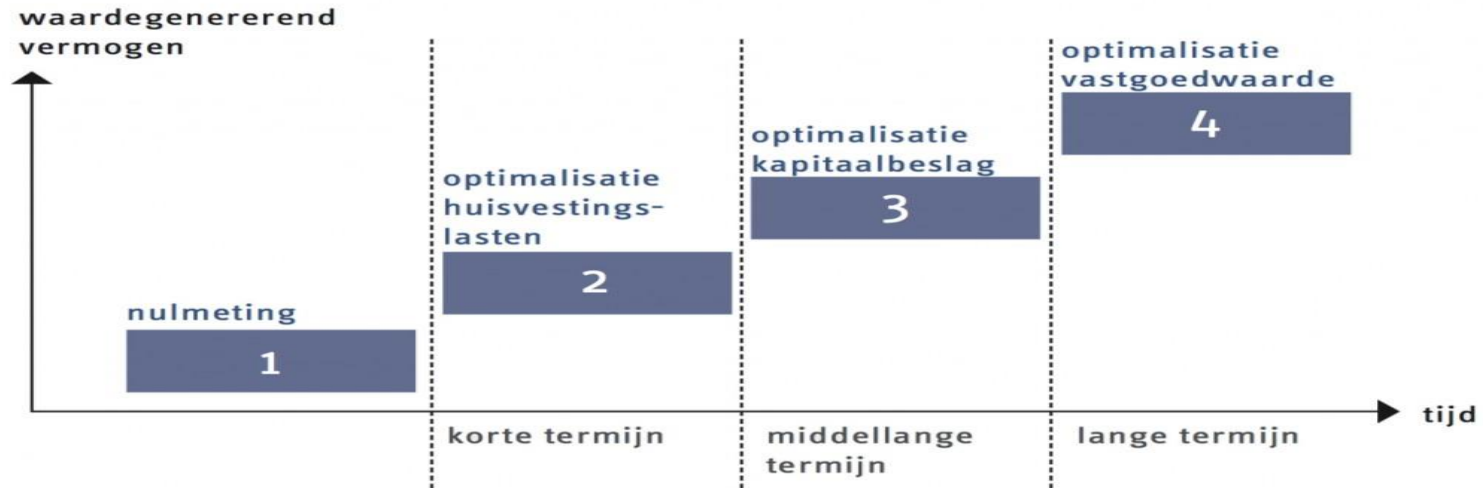 waardegenererend
vermogen
optimalisatie
vastgoedwaarde
4
optimalisatie
kapitaalbeslag
3
optimalisatie
huisvestings-
lasten
2
nulmeting
1
tijd
korte termijn
middellange
termijn
lange termijn